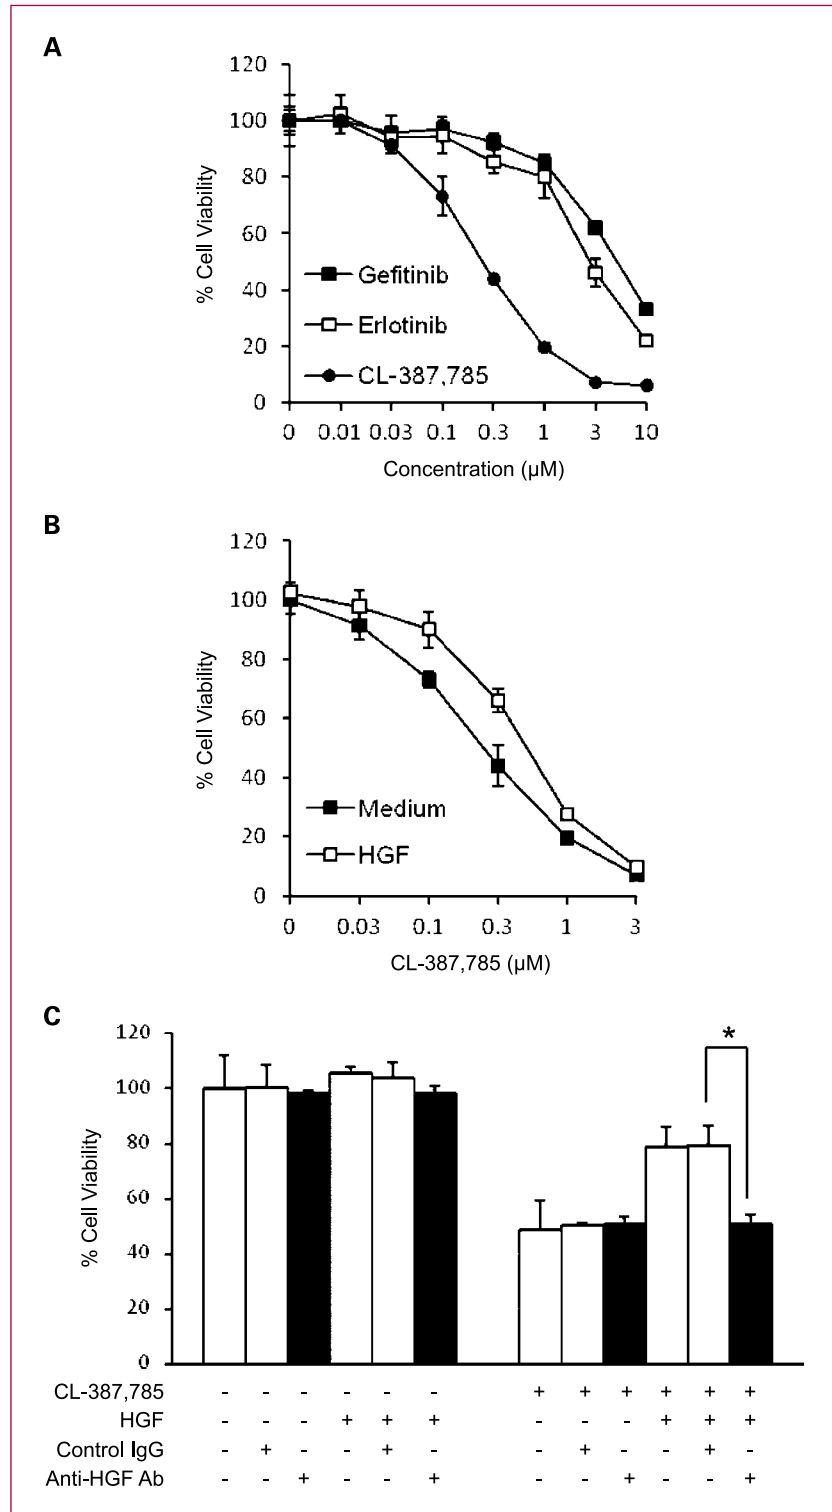 A
120
100
80
60
40
20
0
% Cell Viability
Gefitinib
Erlotinib
CL-387,785
0 0.01 0.03 0.1 0.3 1 3 10
Concentration (µM)
B
120
100
80
60
40
20
0
% Cell Viability
Medium
HGF
0 0.03 0.1 0.3 1 3
CL-387,785 (µM)
C
120
100
80
60
40
20
0
% Cell Viability
*
CL-387,785 - - - - - - + + + + + +
HGF - - - + + + - - - + + +
Control IgG - + - - + - - + - - + -
Anti-HGF Ab - - + - - + - - + - - +